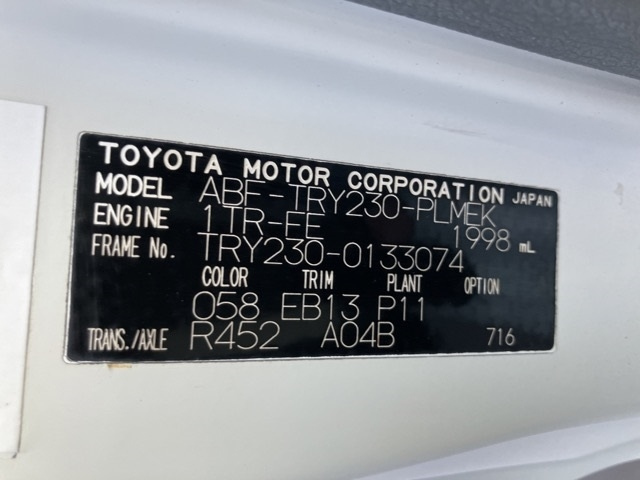 TOYOTA MOTOR CORPORATION JAPAN
MODEL ABF-TRY230-PLMEK
ENGINE 1TR-FE 1998 mL
FRAME No. TRY230-0133074
COLOR TRIM PLANT OPTION
058 EB13 P11
TRANS./AXLE R452 A04B 716